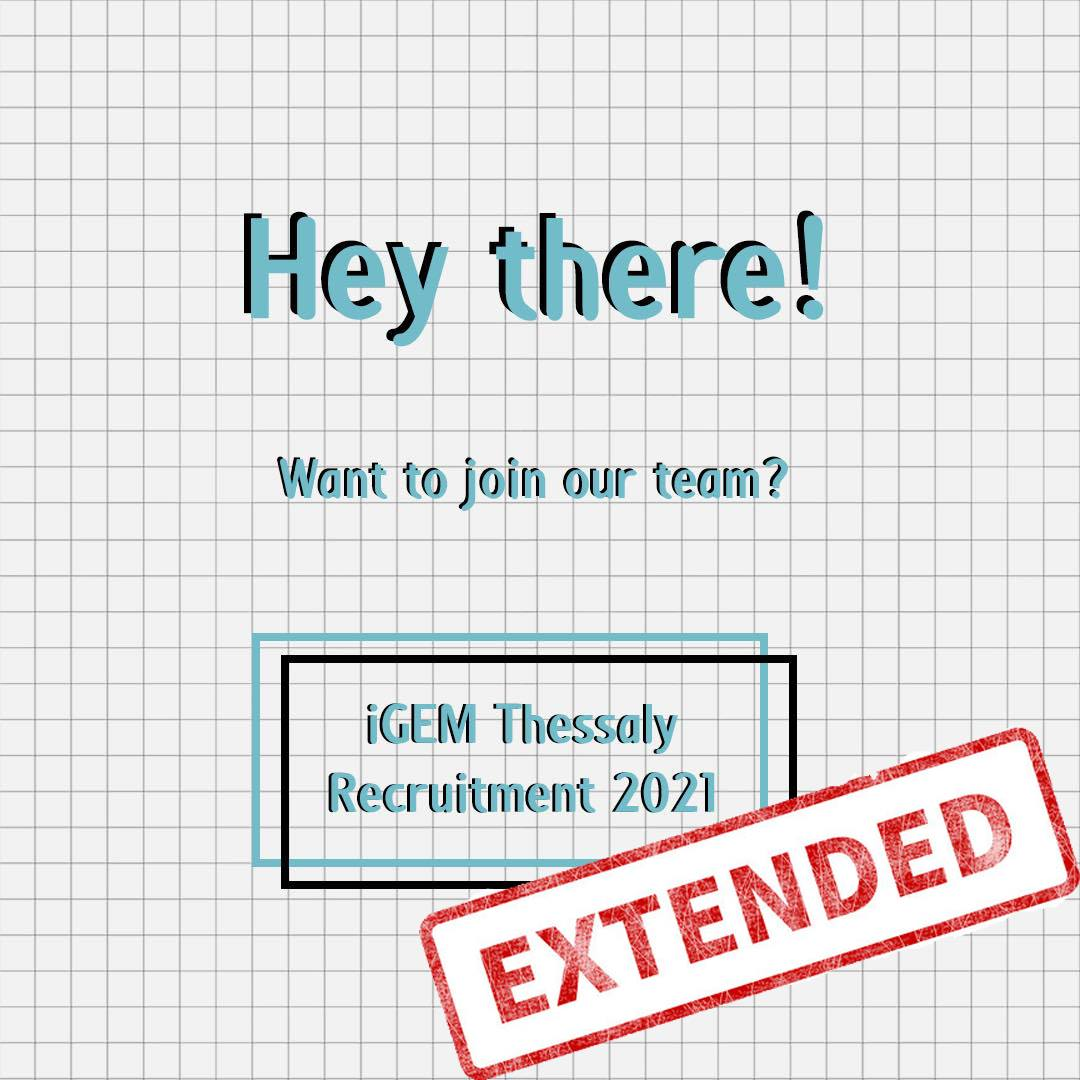 Hey there!
Want to join our team?
iGEM Thessaly
Recruitment 2021
EXTENDED